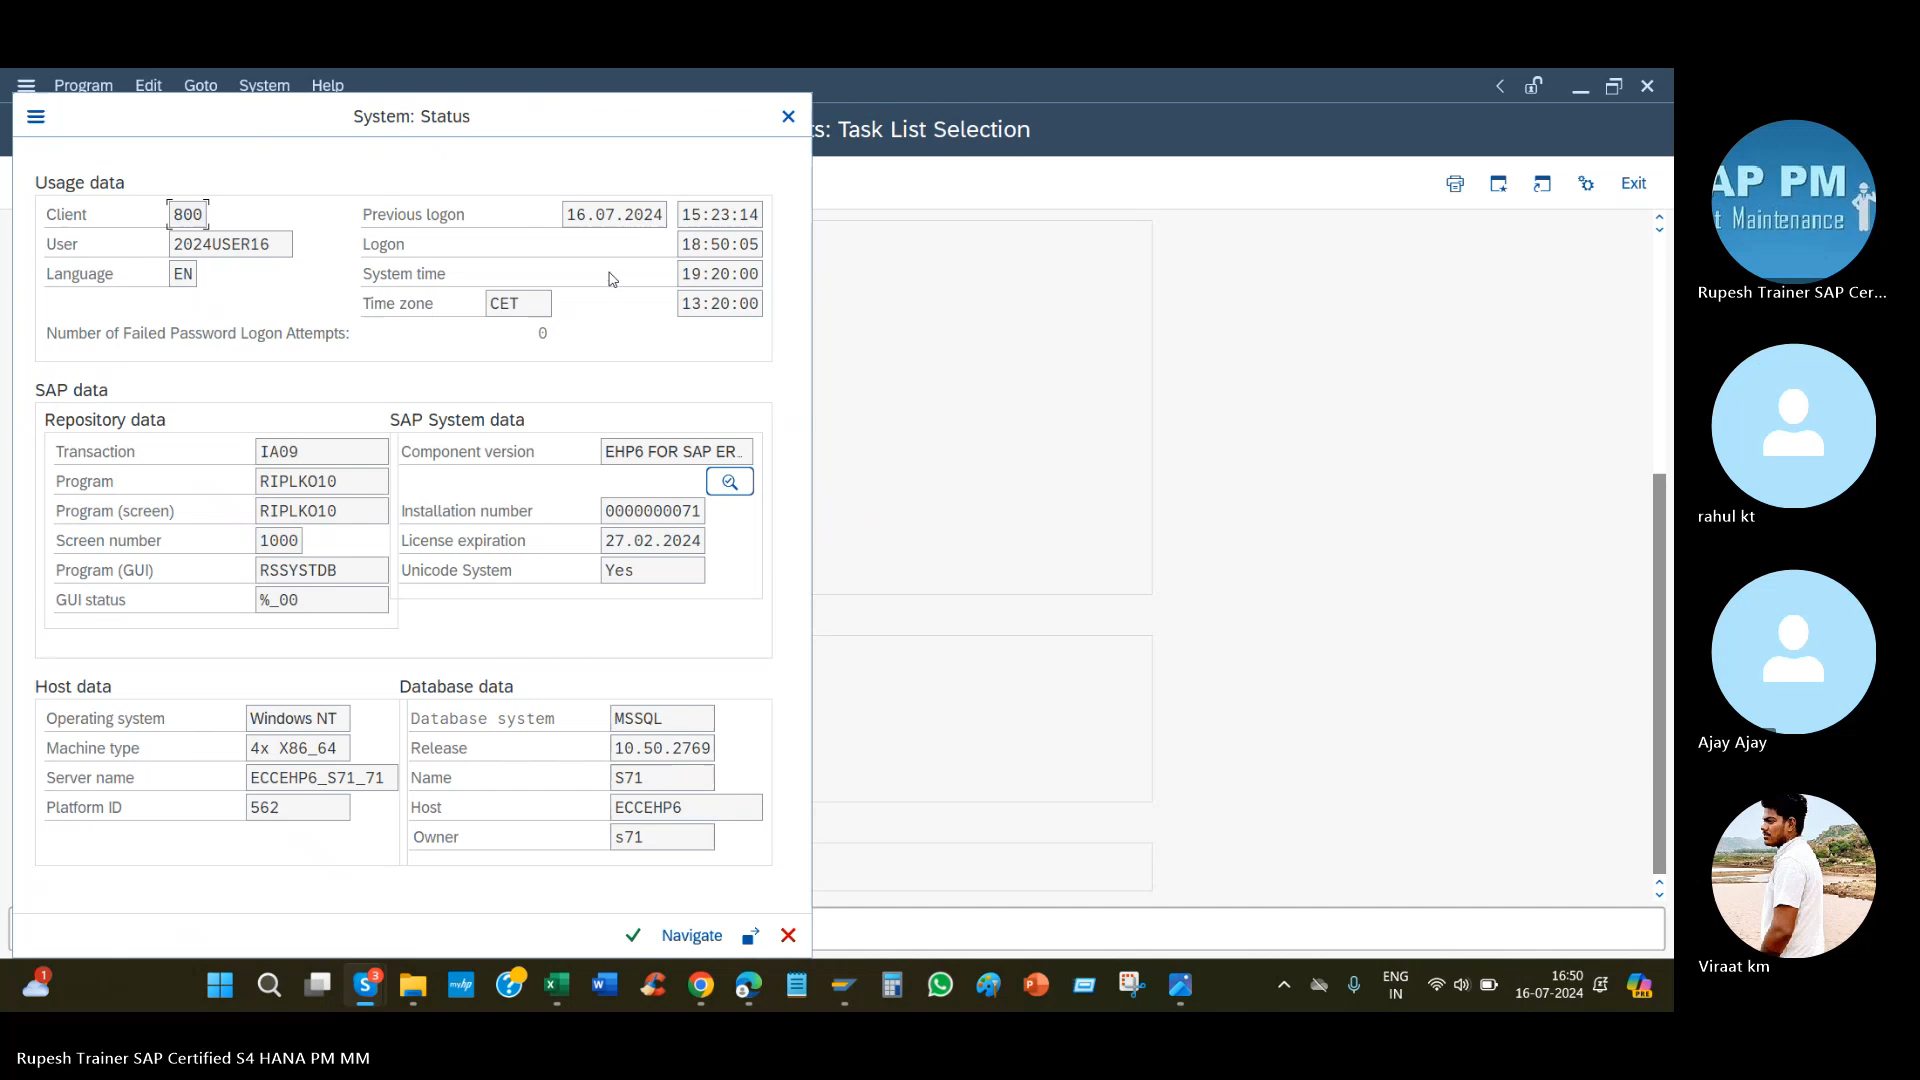 Program Edit Goto System Help
System: Status
ts: Task List Selection
Exit
Usage data
Client 800 Previous logon 16.07.2024 15:23:14
User 2024USER16 Logon 18:50:05
Language EN System time 19:20:00
Time zone CET 13:20:00
Number of Failed Password Logon Attempts: 0
SAP data
Repository data SAP System data
Transaction IA09 Component version EHP6 FOR SAP ER..
Program RIPLKO10
Program (screen) RIPLKO10 Installation number 0000000071
Screen number 1000 License expiration 27.02.2024
Program (GUI) RSSYSTDB Unicode System Yes
GUI status %_00
Host data Database data
Operating system Windows NT Database system MSSQL
Machine type 4x X86_64 Release 10.50.2769
Server name ECCEHP6_S71_71 Name S71
Platform ID 562 Host ECCEHP6
Owner s71
Navigate
AP PM
t Maintenance
Rupesh Trainer SAP Cer...
rahul kt
Ajay Ajay
Viraat km
1
3
myhp
ENG
IN
16:50
16-07-2024
PRE
Rupesh Trainer SAP Certified S4 HANA PM MM